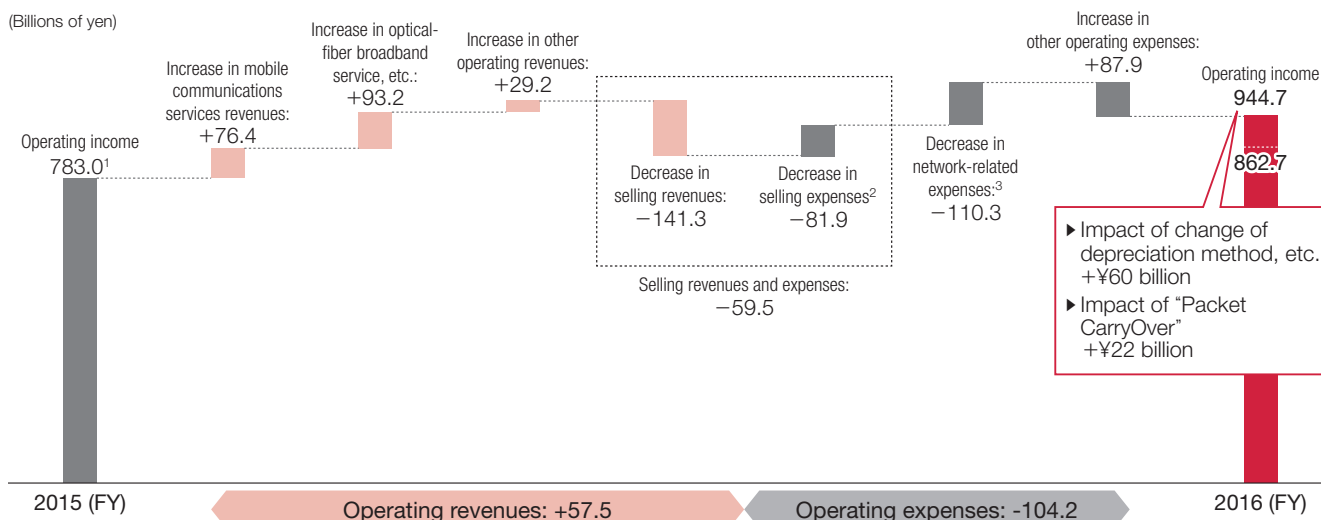 (Billions of yen)
Operating income
783.0¹
Increase in mobile
communications
services revenues:
+76.4
Increase in optical-
fiber broadband
service, etc.:
+93.2
Increase in other
operating revenues:
+29.2
Decrease in
selling revenues:
−141.3
Decrease in
selling expenses²
−81.9
Selling revenues and expenses:
−59.5
Decrease in
network-related
expenses:³
−110.3
Increase in
other operating expenses:
+87.9
Operating income
944.7
862.7
▶ Impact of change of
depreciation method, etc.
+¥60 billion
▶ Impact of “Packet
CarryOver”
+¥22 billion
2015 (FY)
Operating revenues: +57.5
Operating expenses: -104.2
2016 (FY)